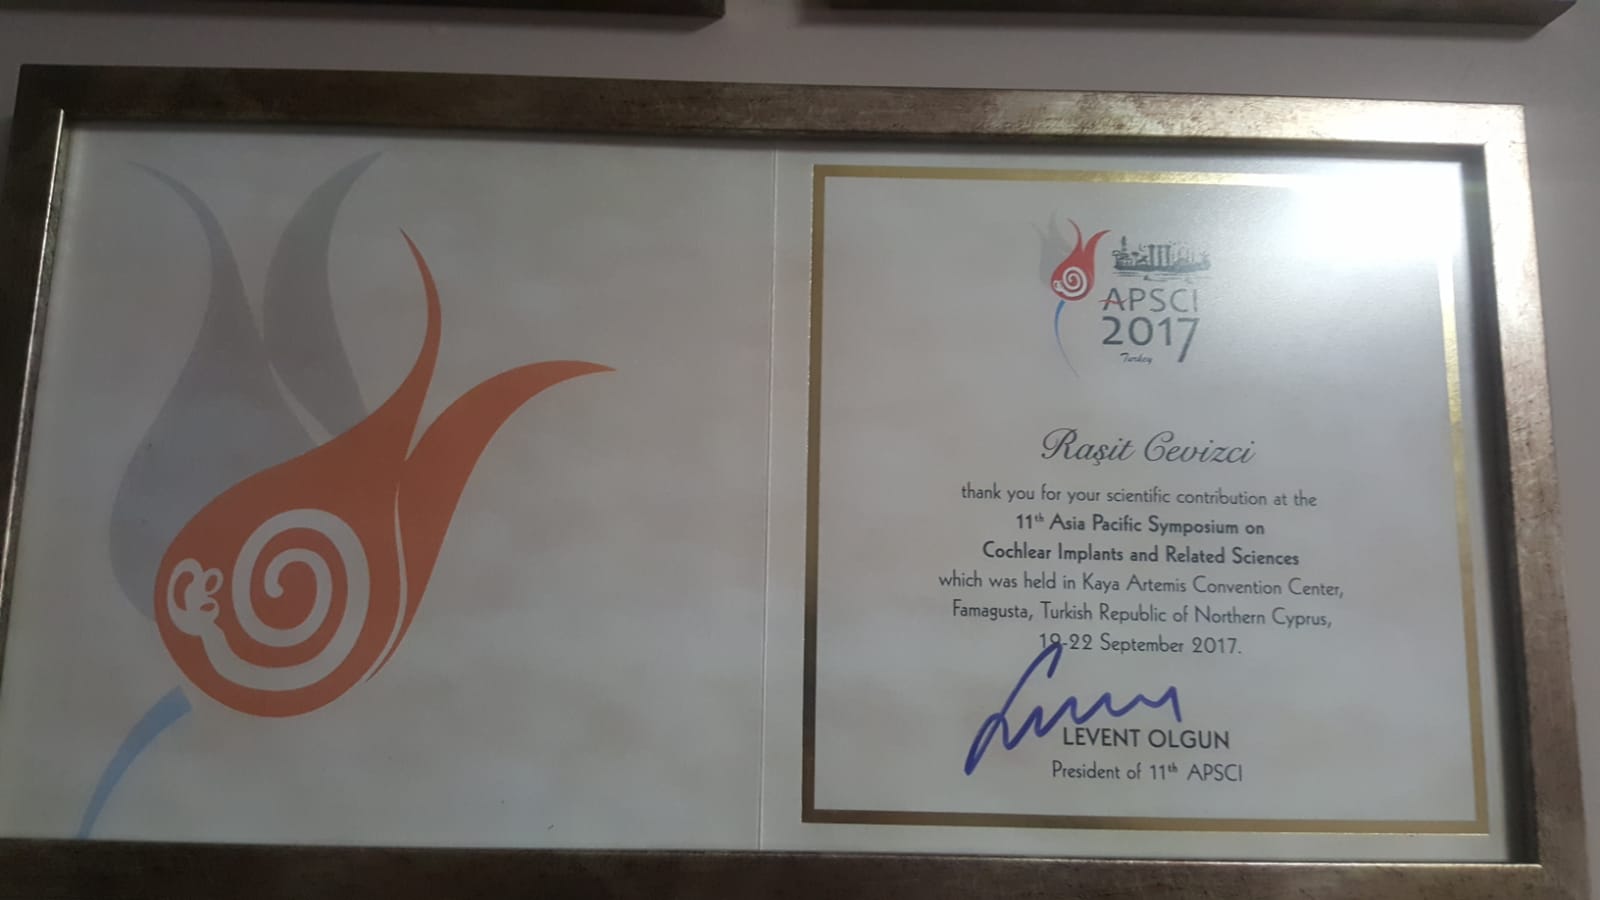 APSCI
2017
Turkey
Raşit Cevizci
thank you for your scientific contribution at the
11th Asia Pacific Symposium on
Cochlear Implants and Related Sciences
which was held in Kaya Artemis Convention Center,
Famagusta, Turkish Republic of Northern Cyprus,
19-22 September 2017.
LEVENT OLGUN
President of 11th APSCI